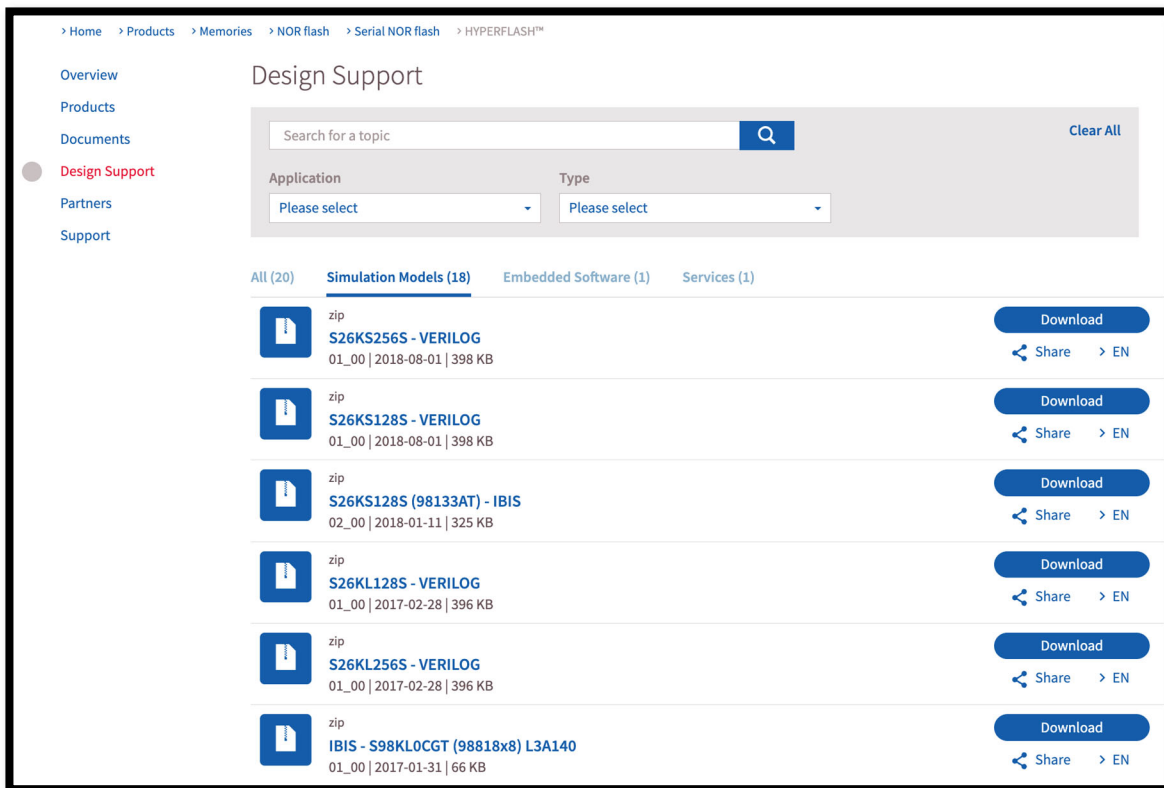 > Home > Products > Memories > NOR flash > Serial NOR flash > HYPERFLASH™
Overview
Products
Documents
Design Support
Partners
Support
Design Support
Search for a topic
Clear All
Application
Type
Please select
Please select
All (20) Simulation Models (18) Embedded Software (1) Services (1)
zip
S26KS256S - VERILOG
01_00 | 2018-08-01 | 398 KB
Download
Share > EN
zip
S26KS128S - VERILOG
01_00 | 2018-08-01 | 398 KB
Download
Share > EN
zip
S26KS128S (98133AT) - IBIS
02_00 | 2018-01-11 | 325 KB
Download
Share > EN
zip
S26KL128S - VERILOG
01_00 | 2017-02-28 | 396 KB
Download
Share > EN
zip
S26KL256S - VERILOG
01_00 | 2017-02-28 | 396 KB
Download
Share > EN
zip
IBIS - S98KL0CGT (98818x8) L3A140
01_00 | 2017-01-31 | 66 KB
Download
Share > EN